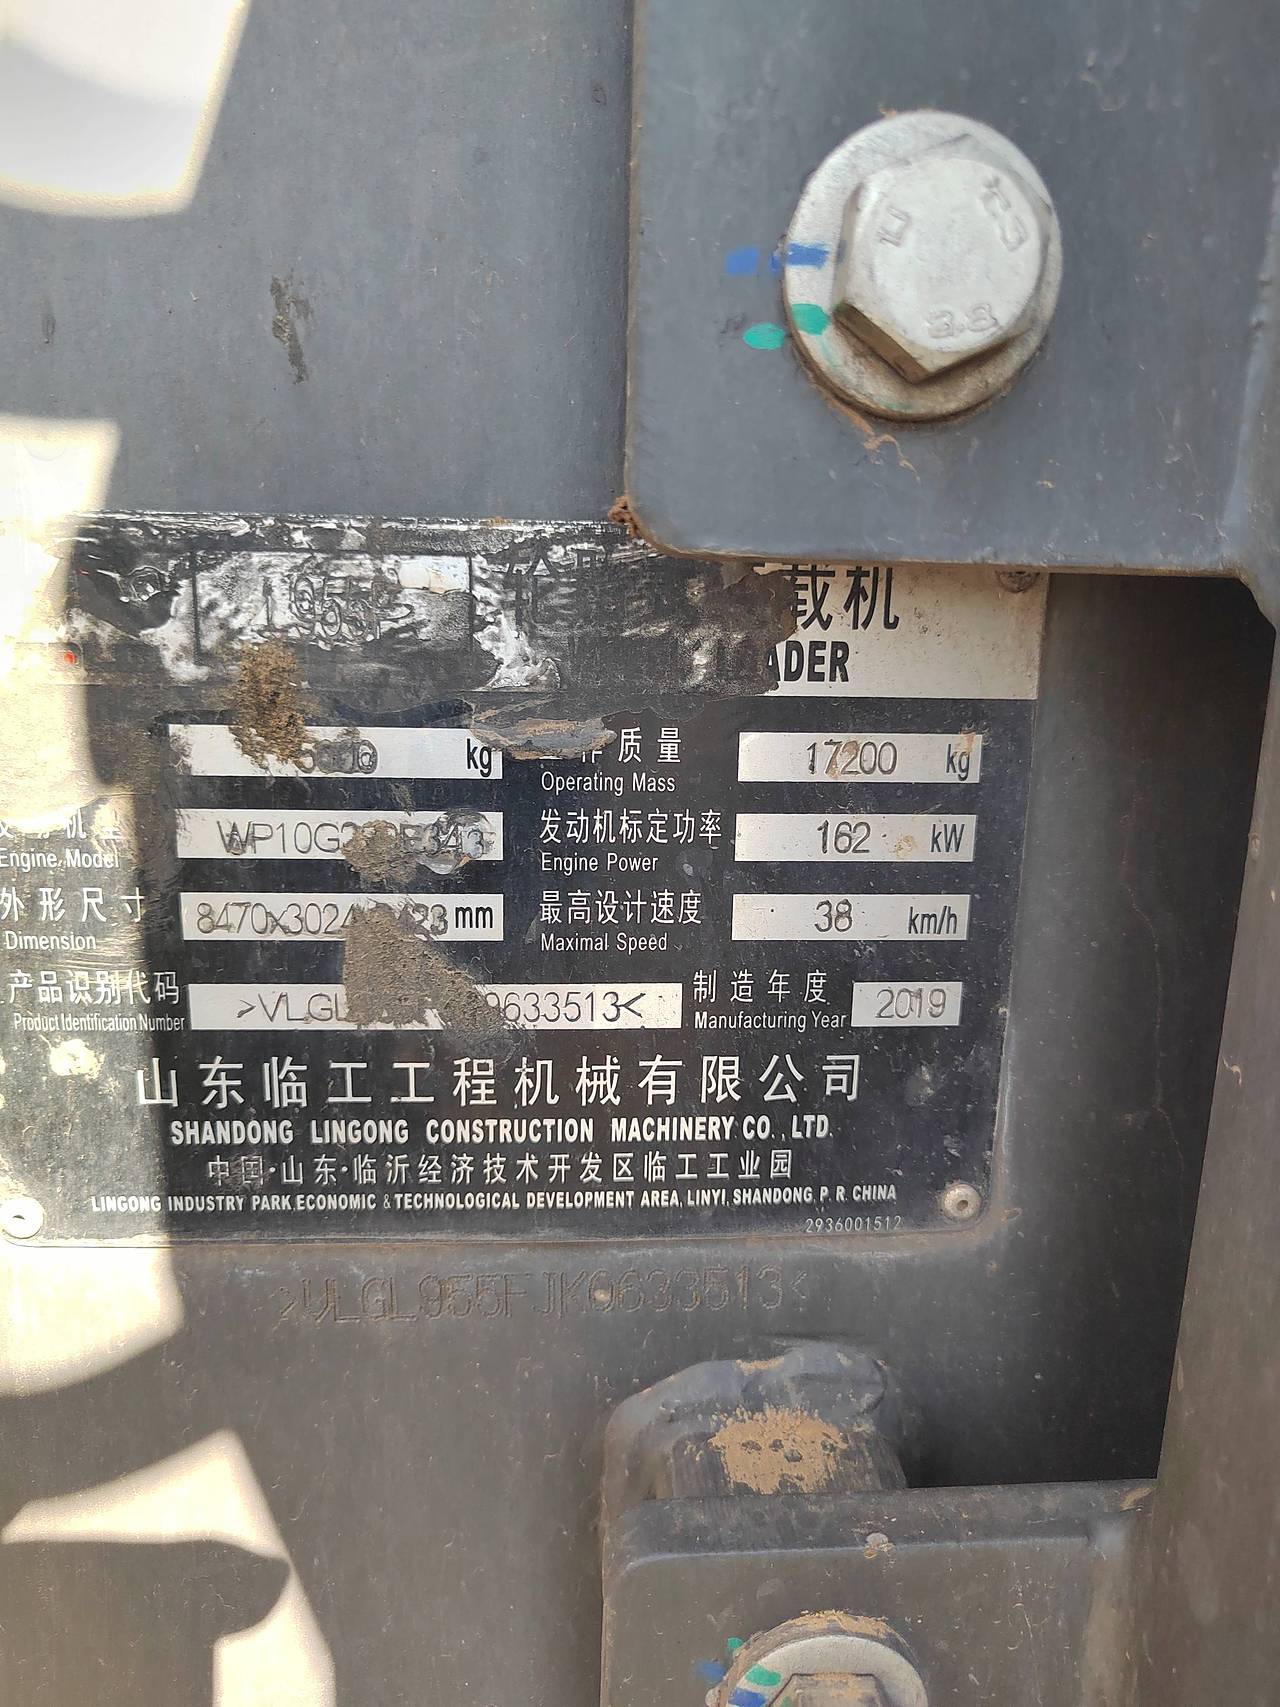 8.8
载机
ADER
kg
质量
Operating Mass
17200 kg
Engine Model
发动机标定功率
Engine Power
162 kW
外形尺寸
Dimension
mm
最高设计速度
Maximal Speed
38 km/h
产品识别代码
Product Identification Number
制造年度
Manufacturing Year
2019
山东临工工程机械有限公司
SHANDONG LINGONG CONSTRUCTION MACHINERY CO., LTD.
中国·山东·临沂经济技术开发区临工工业园
LINGONG INDUSTRY PARK,ECONOMIC & TECHNOLOGICAL DEVELOPMENT AREA, LINYI, SHANDONG, P. R. CHINA
2936001512
>VLGL955FJK0633513<